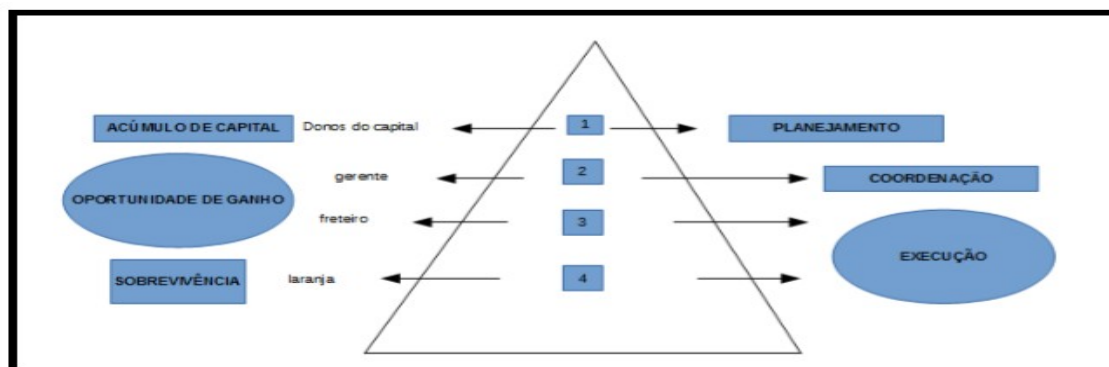 ACÚMULO DE CAPITAL Donos do capital 1 PLANEJAMENTO
gerente 2 COORDENAÇÃO
OPORTUNIDADE DE GANHO
freteiro 3
EXECUÇÃO
SOBREVIVÊNCIA laranja 4